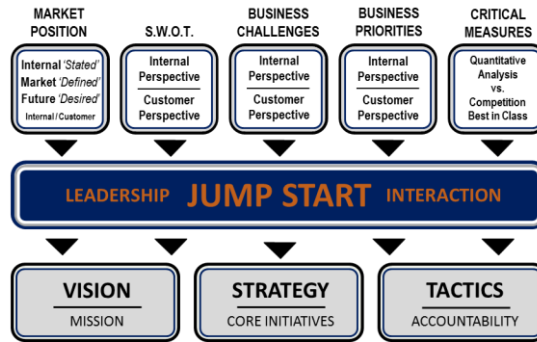 MARKET
POSITION
S.W.O.T.
BUSINESS
CHALLENGES
BUSINESS
PRIORITIES
CRITICAL
MEASURES
Internal ‘Stated’
Market ‘Defined’
Future ‘Desired’
Internal / Customer
Internal
Perspective
Customer
Perspective
Internal
Perspective
Customer
Perspective
Internal
Perspective
Customer
Perspective
Quantitative
Analysis
vs.
Competition
Best in Class
LEADERSHIP JUMP START INTERACTION
VISION
MISSION
STRATEGY
CORE INITIATIVES
TACTICS
ACCOUNTABILITY